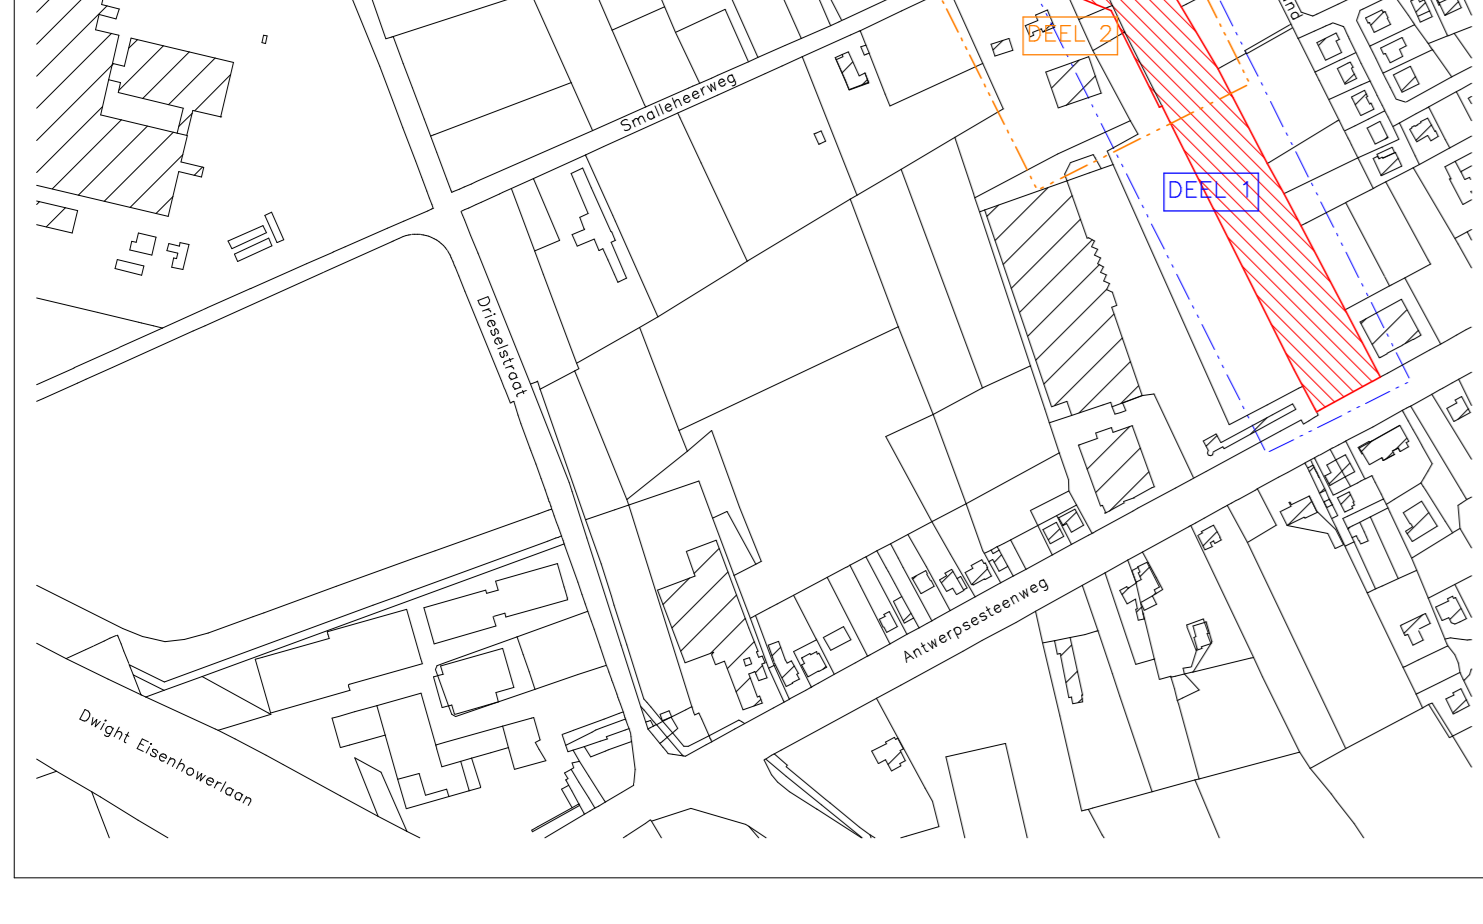 DEEL 2
Smalleheerweg
DEEL 1
Drieselstraat
Antwerpsesteenweg
Dwight Eisenhowerlaan